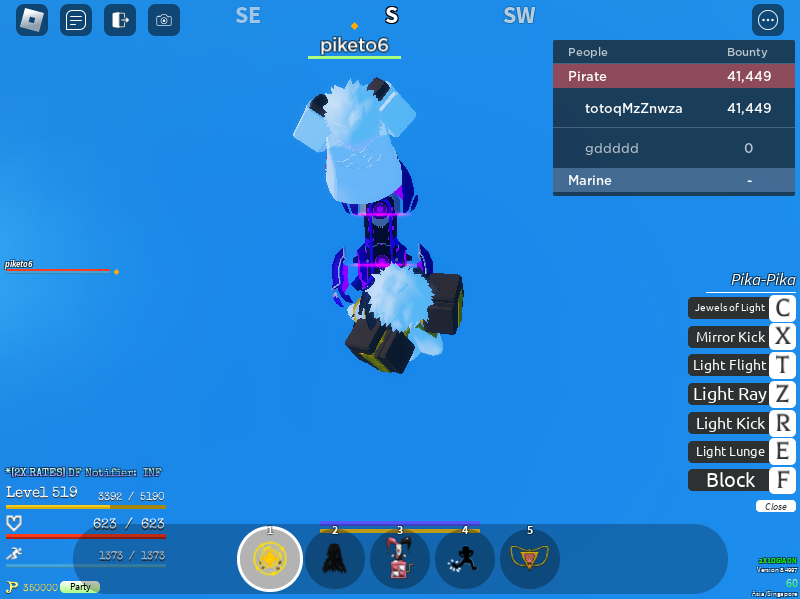 SE
S
SW
piketo6
People Bounty
Pirate 41,449
totoqMzZnwza 41,449
gddddd 0
Marine -
piketo6
Pika-Pika
Jewels of Light C
Mirror Kick X
Light Flight T
Light Ray Z
Light Kick R
Light Lunge E
Block F
Close
*[2X RATES] DF Notifier: INF
Level 519 3392 / 5190
623 / 623
1373 / 1373
350000 Party
1
2
3
4
5
60
Asia/Singapore